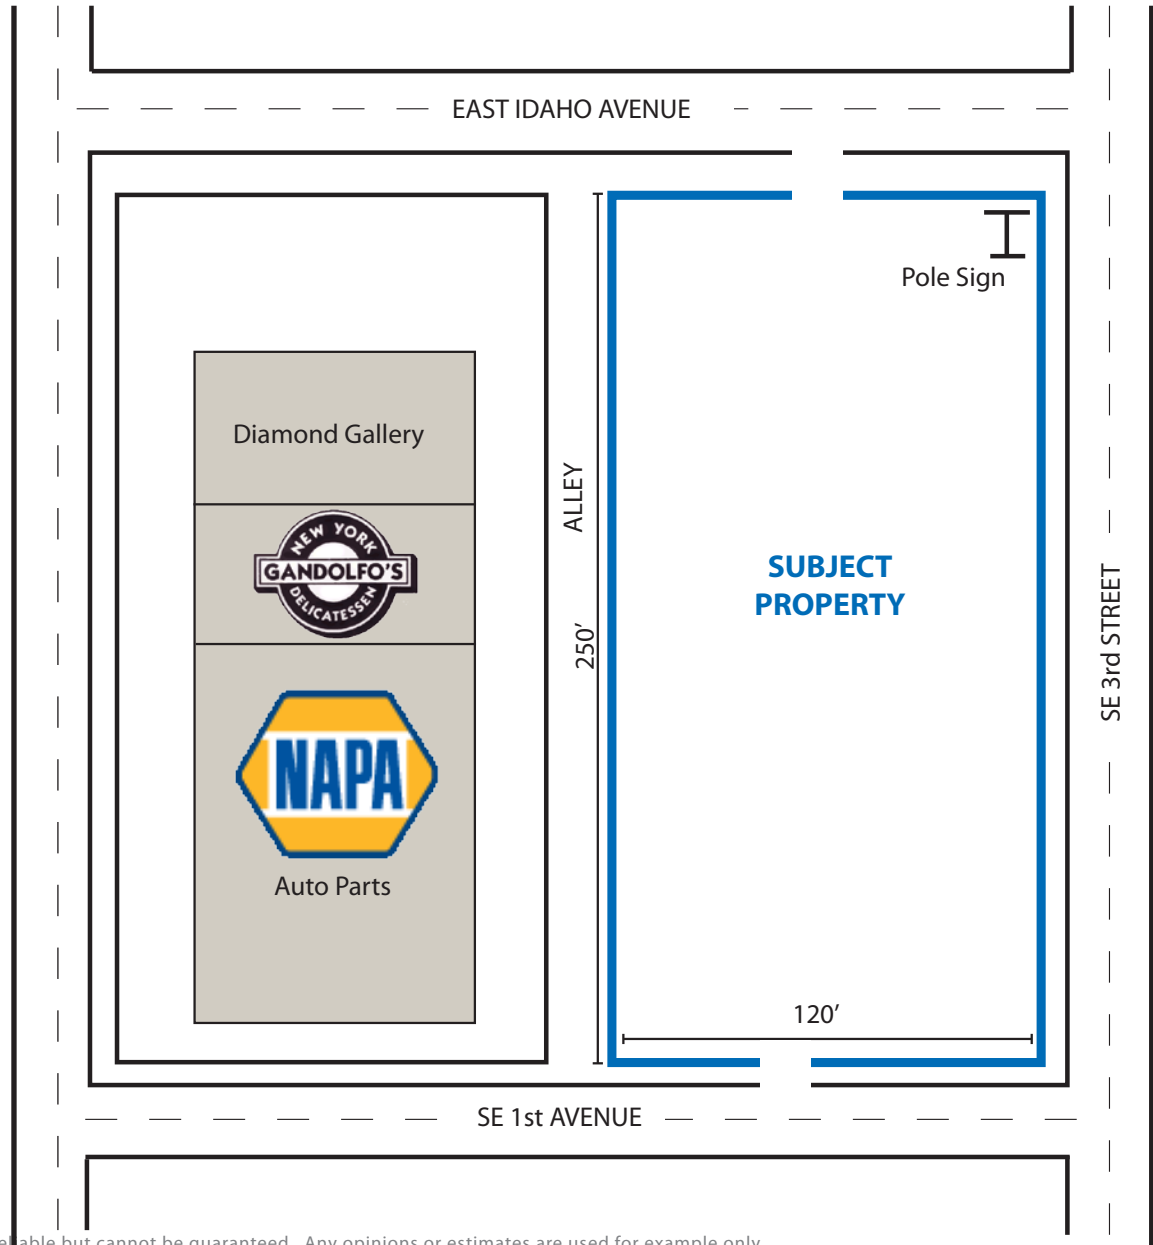 EAST IDAHO AVENUE
Pole Sign
Diamond Gallery
NEW YORK
GANDOLFO'S
DELICATESSEN
ALLEY
250’
SUBJECT
PROPERTY
SE 3rd STREET
NAPA
Auto Parts
120’
SE 1st AVENUE
but cannot be guaranteed. Any opinions or estimates are used for example only